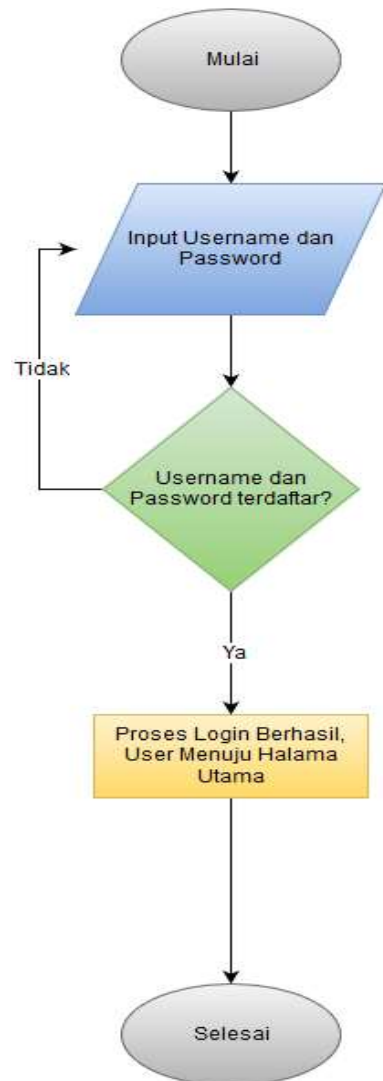 Mulai
Input Username dan
Password
Tidak
Username dan
Password terdaftar?
Ya
Proses Login Berhasil,
User Menuju Halama
Utama
Selesai